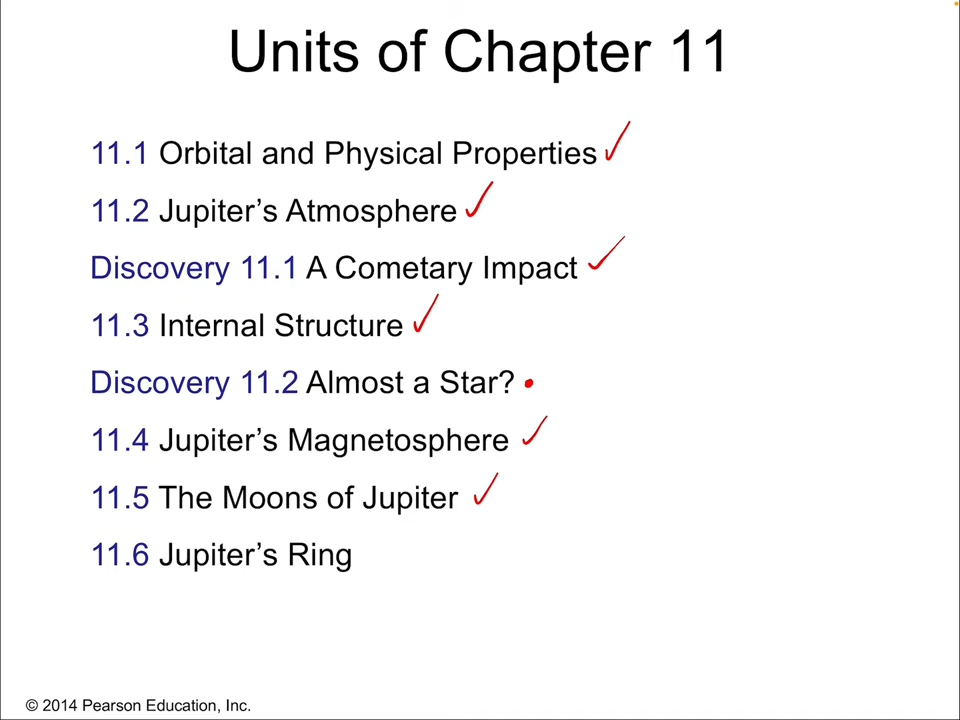 Units of Chapter 11
11.1 Orbital and Physical Properties ✓
11.2 Jupiter’s Atmosphere ✓
Discovery 11.1 A Cometary Impact ✓
11.3 Internal Structure ✓
Discovery 11.2 Almost a Star? •
11.4 Jupiter’s Magnetosphere ✓
11.5 The Moons of Jupiter ✓
11.6 Jupiter’s Ring
© 2014 Pearson Education, Inc.